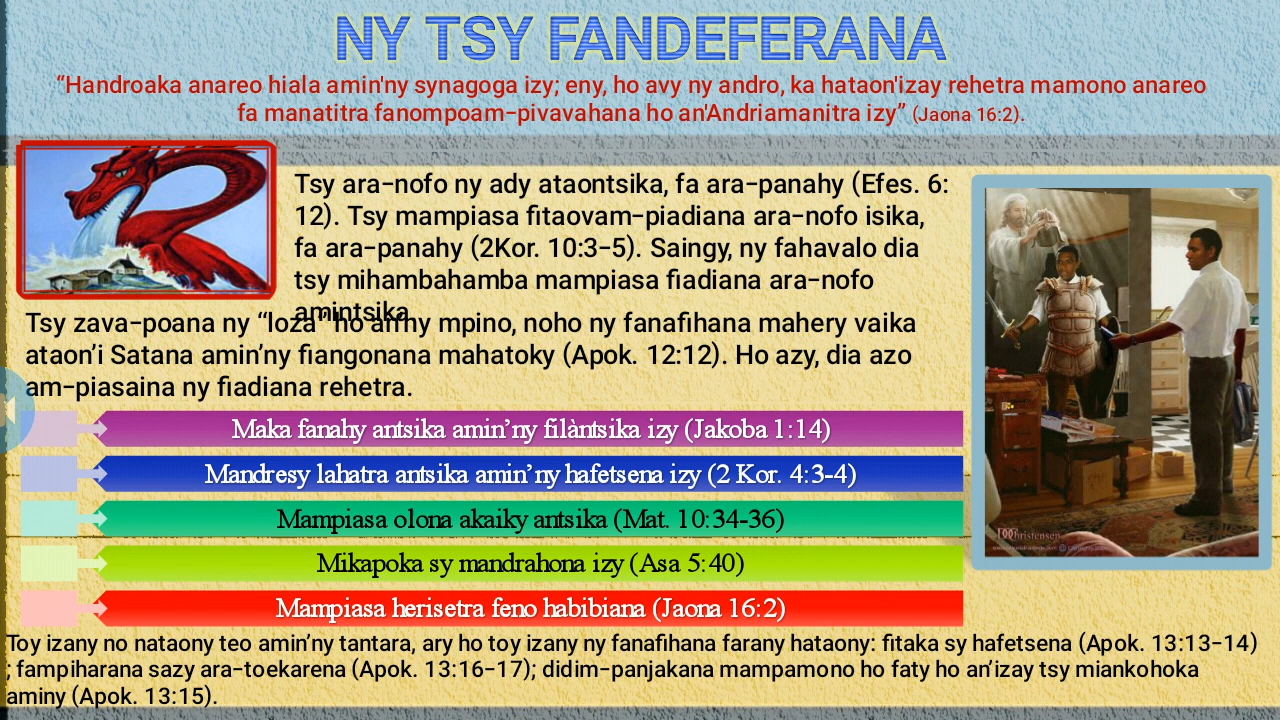 NY TSY FANDEFERANA
“Handroaka anareo hiala amin'ny synagoga izy; eny, ho avy ny andro, ka hataon'izay rehetra mamono anareo
fa manatitra fanompoam-pivavahana ho an'Andriamanitra izy” (Jaona 16:2).
Tsy ara-nofo ny ady ataontsika, fa ara-panahy (Efes. 6:
12). Tsy mampiasa fitaovam-piadiana ara-nofo isika,
fa ara-panahy (2Kor. 10:3-5). Saingy, ny fahavalo dia
tsy mihambahamba mampiasa fiadiana ara-nofo
amintsika.
Tsy zava-poana ny “loza” ho an'ny mpino, noho ny fanafihana mahery vaika
ataon’i Satana amin’ny fiangonana mahatoky (Apok. 12:12). Ho azy, dia azo
am-piasaina ny fiadiana rehetra.
Maka fanahy antsika amin’ny filàntsika izy (Jakoba 1:14)
Mandresy lahatra antsika amin’ny hafetsena izy (2 Kor. 4:3-4)
Mampiasa olona akaiky antsika (Mat. 10:34-36)
Mikapoka sy mandrahona izy (Asa 5:40)
Mampiasa herisetra feno habibiana (Jaona 16:2)
Toy izany no nataony teo amin’ny tantara, ary ho toy izany ny fanafihana farany hataony: fitaka sy hafetsena (Apok. 13:13-14)
; fampiharana sazy ara-toekarena (Apok. 13:16-17); didim-panjakana mampamono ho faty ho an’izay tsy miankohoka
aminy (Apok. 13:15).